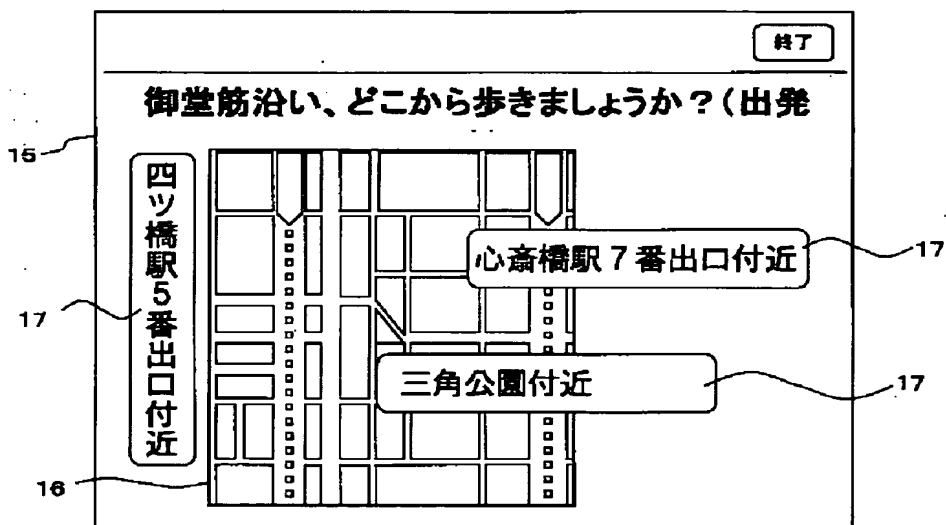 終了
御堂筋沿い、どこから歩きましょうか？（出発
15
四ツ橋駅5番出口付近
心斎橋駅7番出口付近
17
17
三角公園付近
17
16